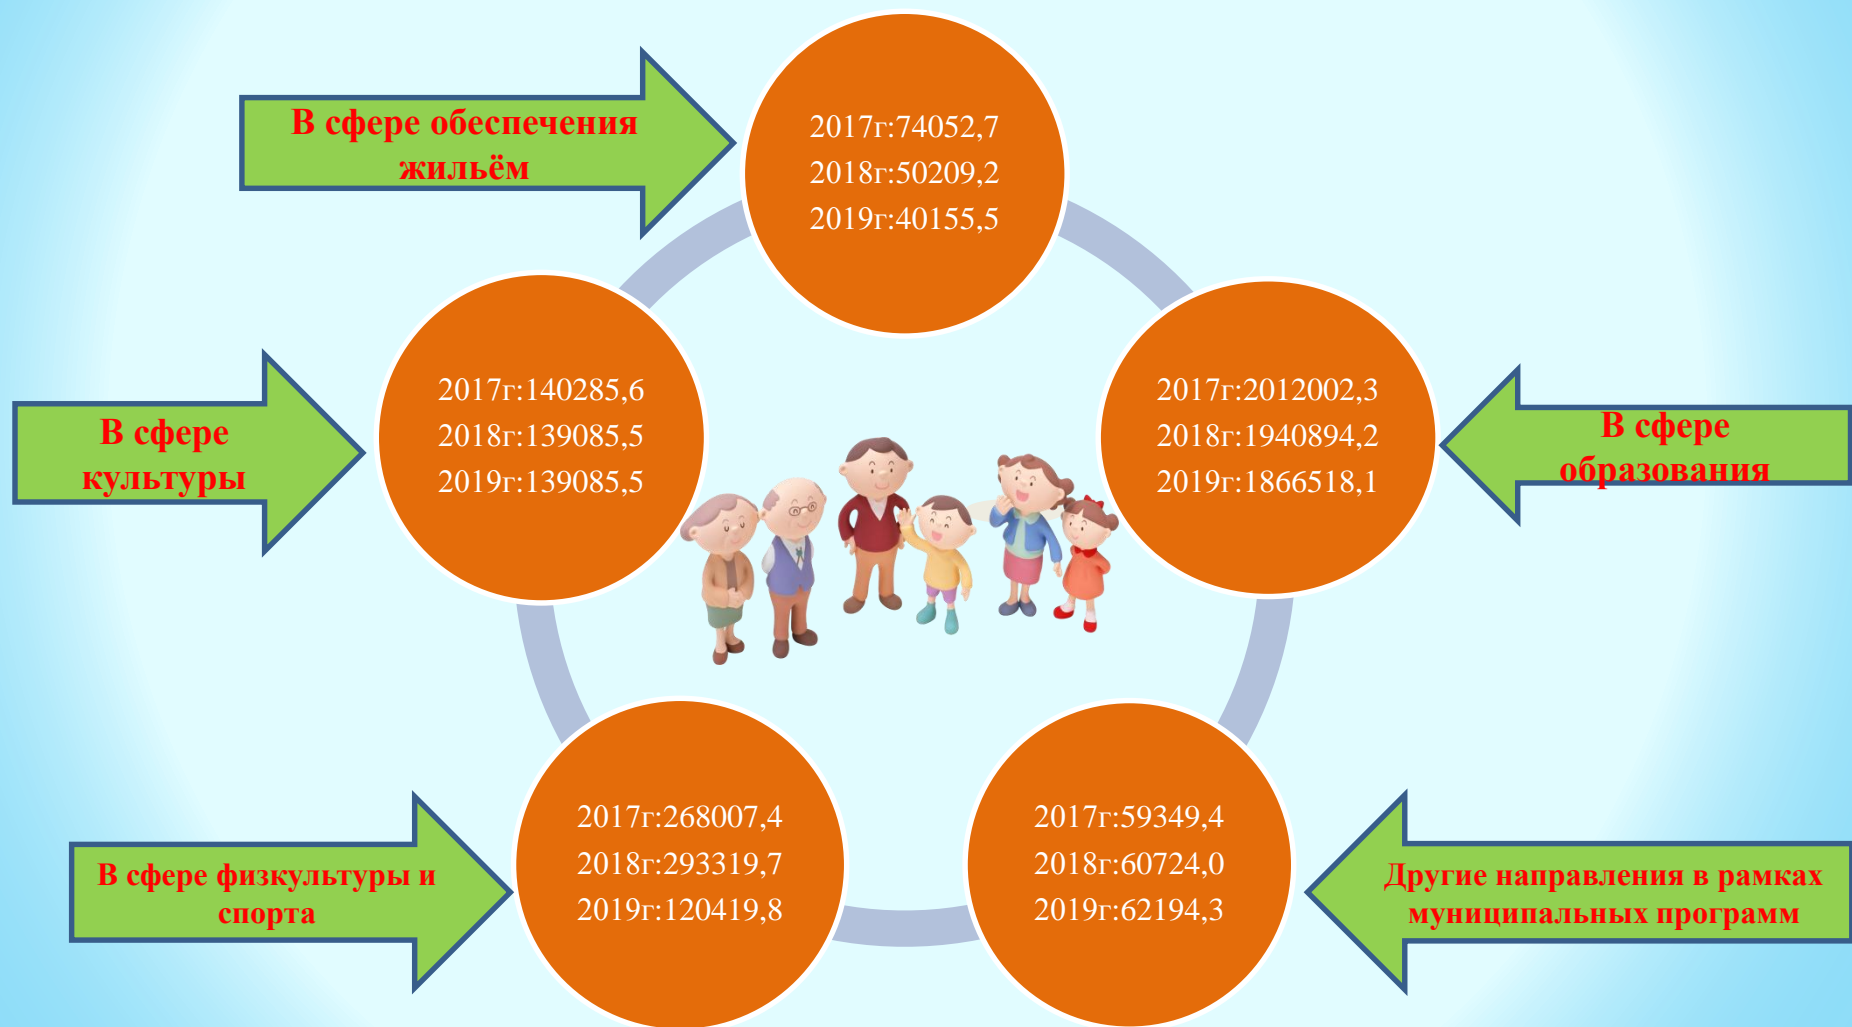 В сфере обеспечения
жильём
2017г:74052,7
2018г:50209,2
2019г:40155,5
В сфере
культуры
2017г:140285,6
2018г:139085,5
2019г:139085,5
2017г:2012002,3
2018г:1940894,2
2019г:1866518,1
В сфере
образования
В сфере физкультуры и
спорта
2017г:268007,4
2018г:293319,7
2019г:120419,8
2017г:59349,4
2018г:60724,0
2019г:62194,3
Другие направления в рамках
муниципальных программ